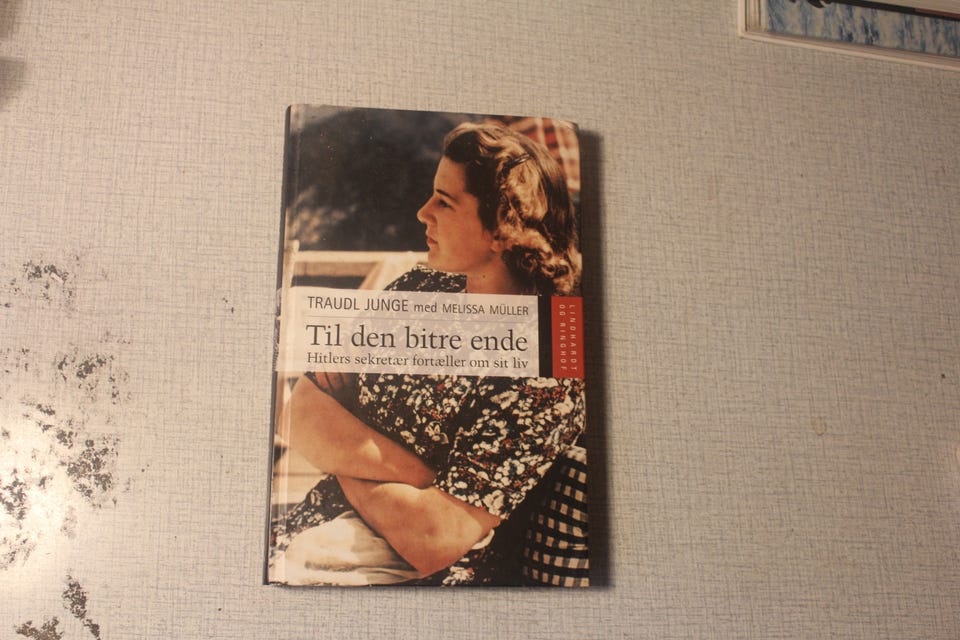 TRAUDL JUNGE med MELISSA MÜLLER
Til den bitre ende
Hitlers sekretær fortæller om sit liv
LINDHARDT
OG·RINGHOF